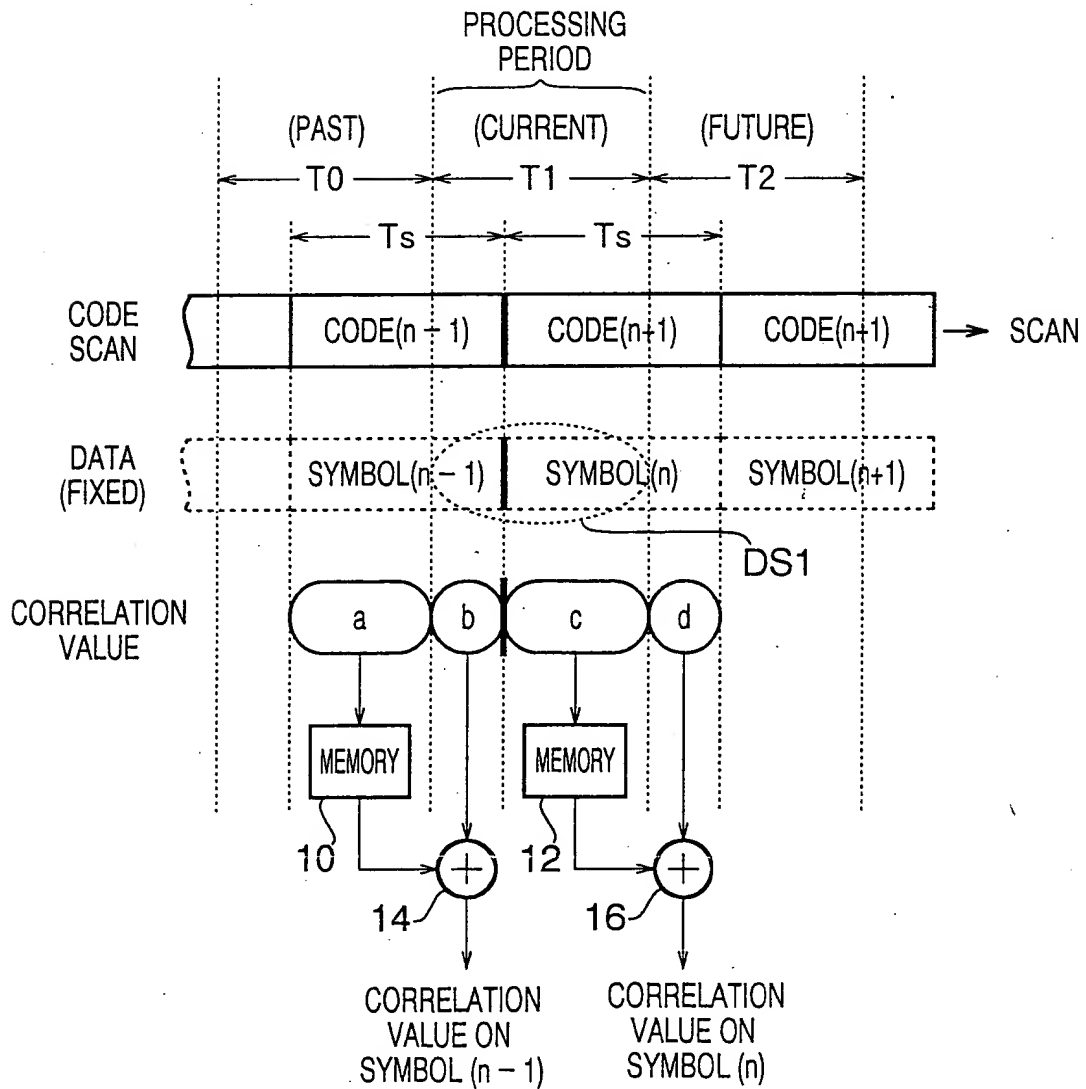 PROCESSING
PERIOD
(PAST) (CURRENT) (FUTURE)
T0 T1 T2
Ts Ts
CODE
SCAN
CODE(n - 1) CODE(n+1) CODE(n+1) SCAN
DATA
(FIXED)
SYMBOL(n - 1) SYMBOL(n) SYMBOL(n+1)
DS1
CORRELATION
VALUE
a b c d
MEMORY MEMORY
10 12
14 16
CORRELATION
VALUE ON
SYMBOL (n - 1)
CORRELATION
VALUE ON
SYMBOL (n)